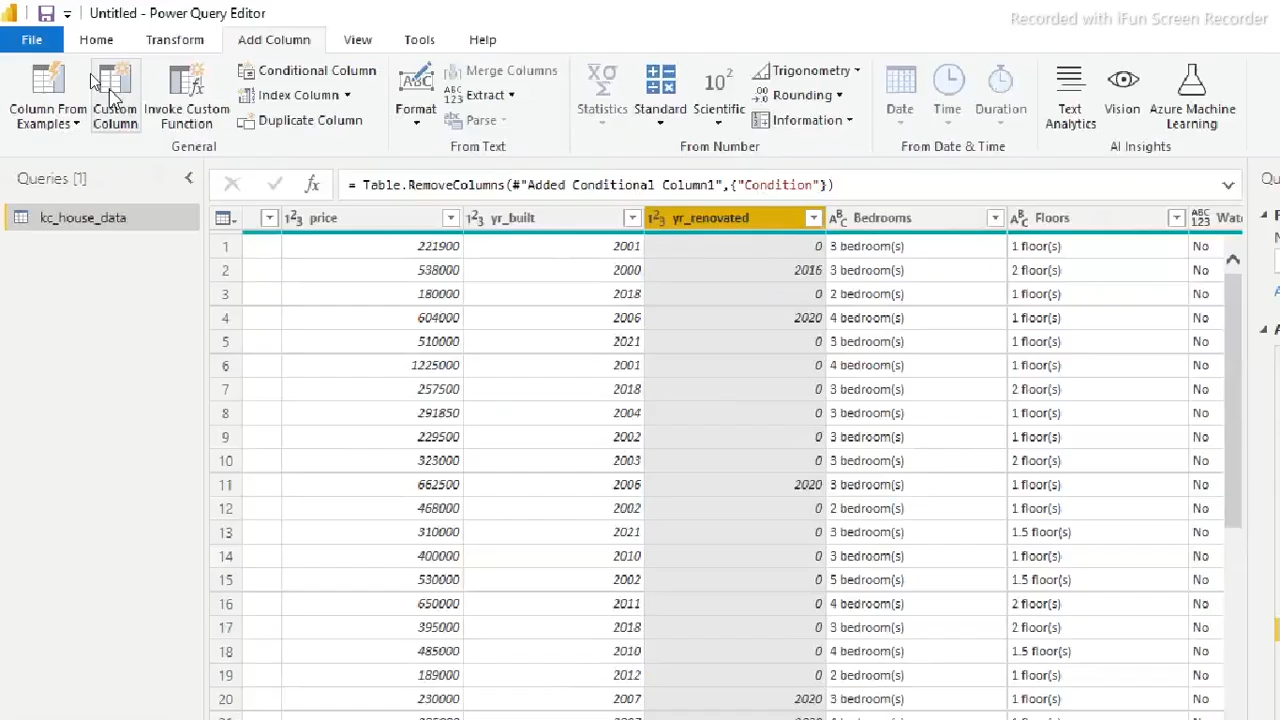 Untitled - Power Query Editor
Recorded with iFun Screen Recorder
File Home Transform Add Column View Tools Help
Column From Examples
Custom Column
Invoke Custom Function
Conditional Column
Index Column
Duplicate Column
General
Format
Merge Columns
Extract
Parse
From Text
Statistics
Standard
Scientific
Trigonometry
Rounding
Information
From Number
Date
Time
Duration
From Date & Time
Text Analytics
Vision
Azure Machine Learning
AI Insights
Queries [1]
kc_house_data
= Table.RemoveColumns(#"Added Conditional Column1",{"Condition"})
price yr_built yr_renovated Bedrooms Floors
1 221900 2001 0 3 bedroom(s) 1 floor(s) No
2 538000 2000 2016 3 bedroom(s) 2 floor(s) No
3 180000 2018 0 2 bedroom(s) 1 floor(s) No
4 604000 2006 2020 4 bedroom(s) 1 floor(s) No
5 510000 2021 0 3 bedroom(s) 1 floor(s) No
6 1225000 2001 0 4 bedroom(s) 1 floor(s) No
7 257500 2018 0 3 bedroom(s) 2 floor(s) No
8 291850 2004 0 3 bedroom(s) 1 floor(s) No
9 229500 2002 0 3 bedroom(s) 1 floor(s) No
10 323000 2003 0 3 bedroom(s) 2 floor(s) No
11 662500 2006 2020 3 bedroom(s) 1 floor(s) No
12 468000 2002 0 2 bedroom(s) 1 floor(s) No
13 310000 2021 0 3 bedroom(s) 1.5 floor(s) No
14 400000 2010 0 3 bedroom(s) 1 floor(s) No
15 530000 2002 0 5 bedroom(s) 1.5 floor(s) No
16 650000 2011 0 4 bedroom(s) 2 floor(s) No
17 395000 2018 0 3 bedroom(s) 2 floor(s) No
18 485000 2010 0 4 bedroom(s) 1.5 floor(s) No
19 189000 2012 0 2 bedroom(s) 1 floor(s) No
20 230000 2007 2020 3 bedroom(s) 1 floor(s) No